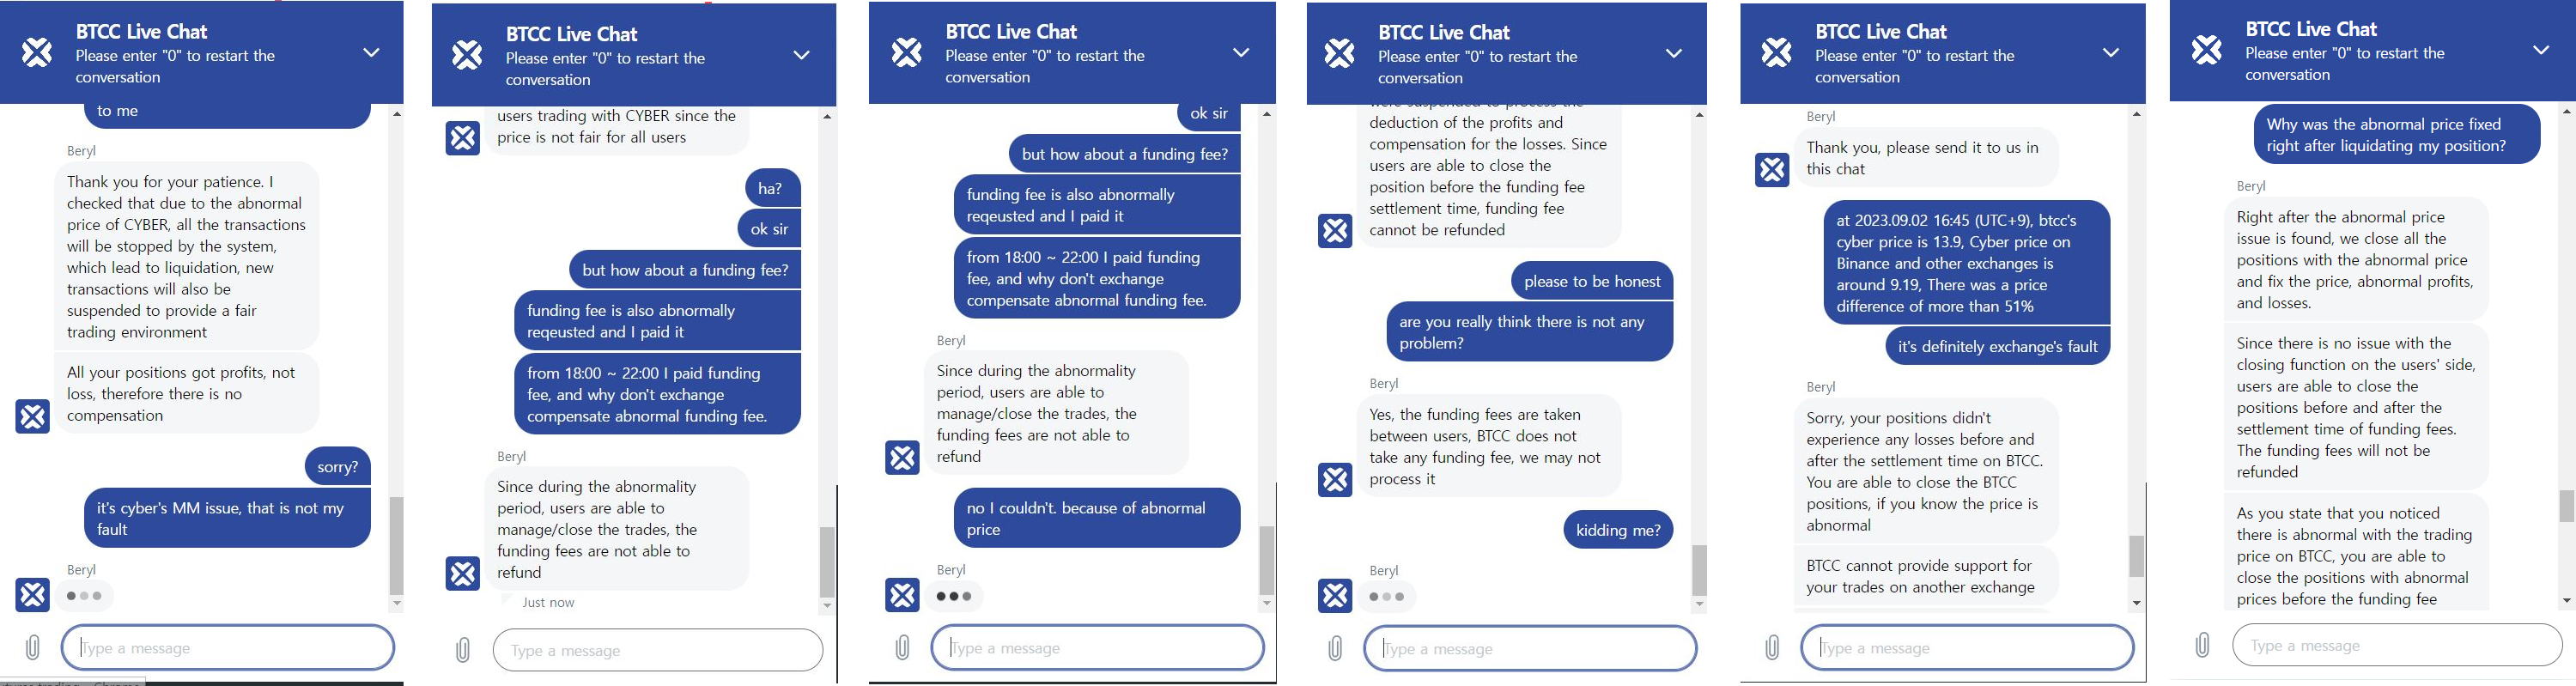 BTCC Live Chat
Please enter "0" to restart the
conversation
to me
Beryl
Thank you for your patience. I
checked that due to the abnormal
price of CYBER, all the transactions
will be stopped by the system,
which lead to liquidation, new
transactions will also be
suspended to provide a fair
trading environment
All your positions got profits, not
loss, therefore there is no
compensation
sorry?
it's cyber's MM issue, that is not my
fault
Beryl
Type a message
BTCC Live Chat
Please enter "0" to restart the
conversation
users trading with CYBER since the
price is not fair for all users
ha?
ok sir
but how about a funding fee?
funding fee is also abnormally
reqeusted and I paid it
from 18:00 ~ 22:00 I paid funding
fee, and why don't exchange
compensate abnormal funding fee.
Beryl
Since during the abnormality
period, users are able to
manage/close the trades, the
funding fees are not able to
refund
Just now
Type a message
BTCC Live Chat
Please enter "0" to restart the
conversation
ok sir
but how about a funding fee?
funding fee is also abnormally
reqeusted and I paid it
from 18:00 ~ 22:00 I paid funding
fee, and why don't exchange
compensate abnormal funding fee.
Beryl
Since during the abnormality
period, users are able to
manage/close the trades, the
funding fees are not able to
refund
no I couldn't. because of abnormal
price
Beryl
Type a message
BTCC Live Chat
Please enter "0" to restart the
conversation
were suspended to process the
deduction of the profits and
compensation for the losses. Since
users are able to close the
position before the funding fee
settlement time, funding fee
cannot be refunded
please to be honest
are you really think there is not any
problem?
Beryl
Yes, the funding fees are taken
between users, BTCC does not
take any funding fee, we may not
process it
kidding me?
Beryl
Type a message
BTCC Live Chat
Please enter "0" to restart the
conversation
Beryl
Thank you, please send it to us in
this chat
at 2023.09.02 16:45 (UTC+9), btcc's
cyber price is 13.9, Cyber price on
Binance and other exchanges is
around 9.19, There was a price
difference of more than 51%
it's definitely exchange's fault
Beryl
Sorry, your positions didn't
experience any losses before and
after the settlement time on BTCC.
You are able to close the BTCC
positions, if you know the price is
abnormal
BTCC cannot provide support for
your trades on another exchange
Type a message
BTCC Live Chat
Please enter "0" to restart the
conversation
Why was the abnormal price fixed
right after liquidating my position?
Beryl
Right after the abnormal price
issue is found, we close all the
positions with the abnormal price
and fix the price, abnormal profits,
and losses.
Since there is no issue with the
closing function on the users' side,
users are able to close the
positions before and after the
settlement time of funding fees.
The funding fees will not be
refunded
As you state that you noticed
there is abnormal with the trading
price on BTCC, you are able to
close the positions with abnormal
prices before the funding fee
Type a message